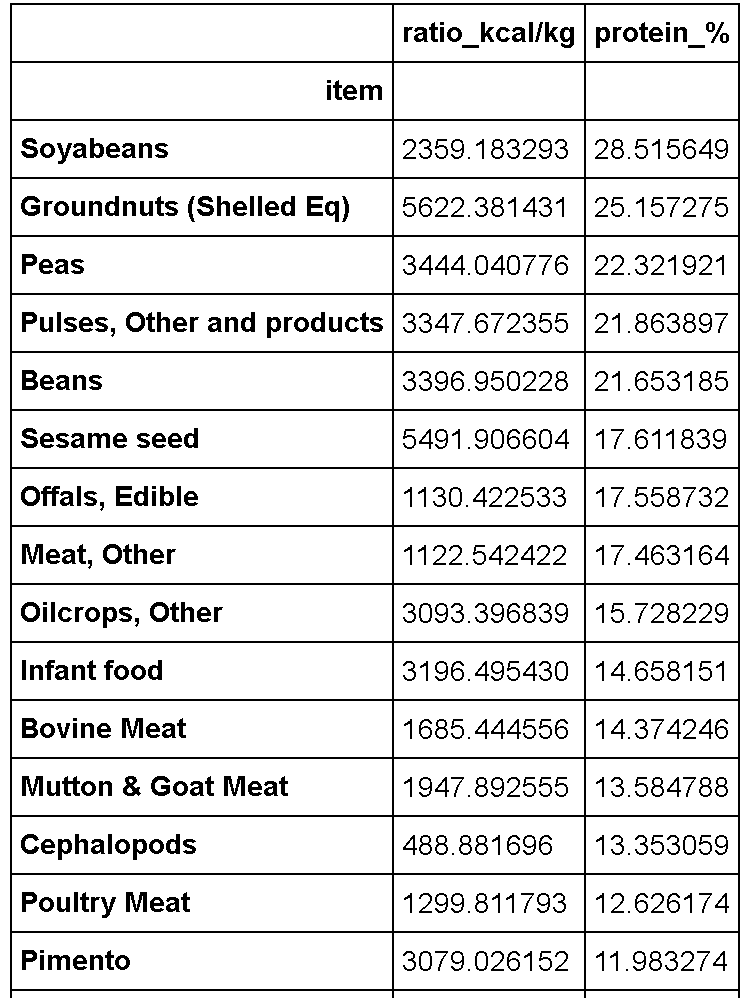 ratio_kcal/kg protein_%
item
Soyabeans 2359.183293 28.515649
Groundnuts (Shelled Eq) 5622.381431 25.157275
Peas 3444.040776 22.321921
Pulses, Other and products 3347.672355 21.863897
Beans 3396.950228 21.653185
Sesame seed 5491.906604 17.611839
Offals, Edible 1130.422533 17.558732
Meat, Other 1122.542422 17.463164
Oilcrops, Other 3093.396839 15.728229
Infant food 3196.495430 14.658151
Bovine Meat 1685.444556 14.374246
Mutton & Goat Meat 1947.892555 13.584788
Cephalopods 488.881696 13.353059
Poultry Meat 1299.811793 12.626174
Pimento 3079.026152 11.983274